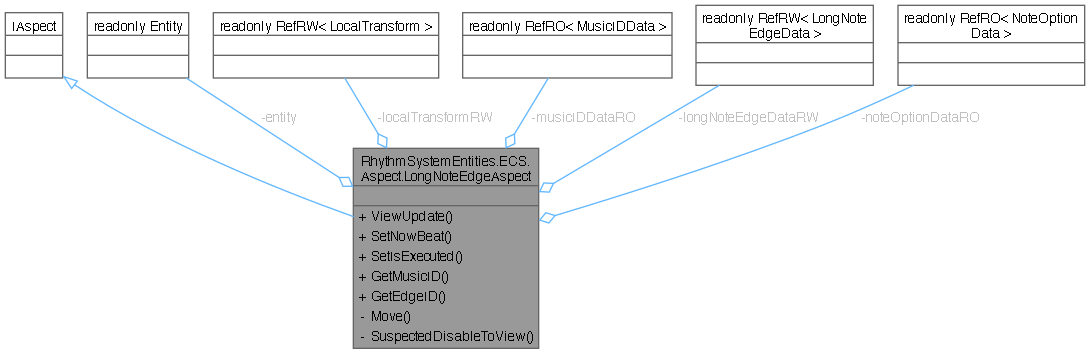 IAspect
readonly Entity
readonly RefRW< LocalTransform >
readonly RefRO< MusicIDData >
readonly RefRW< LongNote
EdgeData >
readonly RefRO< NoteOption
Data >
-entity
-localTransformRW
-musicIDDataRO
-longNoteEdgeDataRW
-noteOptionDataRO
RhythmSystemEntities.ECS.
Aspect.LongNoteEdgeAspect
+ ViewUpdate()
+ SetNowBeat()
+ SetIsExecuted()
+ GetMusicID()
+ GetEdgeID()
- Move()
- SuspectedDisableToView()